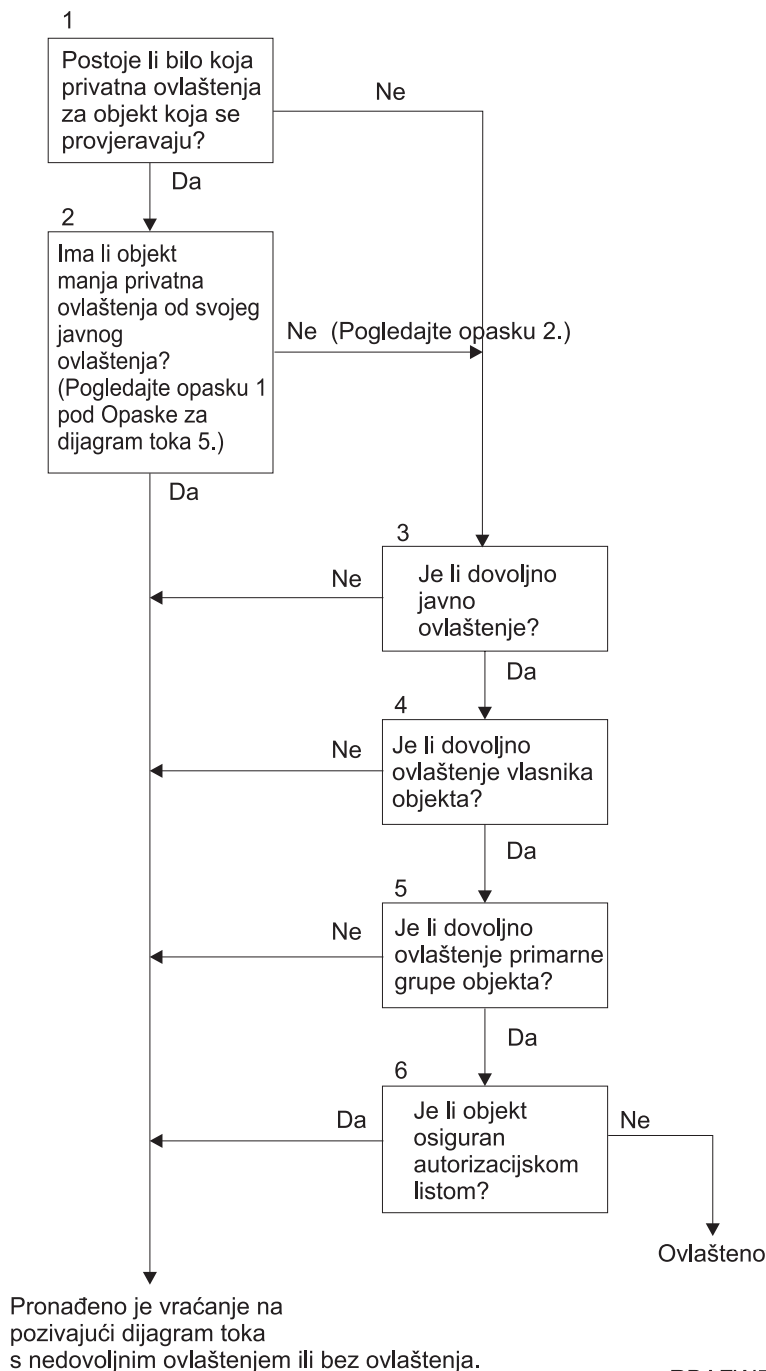 1
Postoje li bilo koja
privatna ovlaštenja
za objekt koja se
provjeravaju?
Ne
Da
2
Ima li objekt
manja privatna
ovlaštenja od svojeg
javnog
ovlaštenja?
(Pogledajte opasku 1
pod Opaske za
dijagram toka 5.)
Ne (Pogledajte opasku 2.)
Da
3
Je li dovoljno
javno
ovlaštenje?
Ne
Da
4
Je li dovoljno
ovlaštenje vlasnika
objekta?
Ne
Da
5
Je li dovoljno
ovlaštenje primarne
grupe objekta?
Ne
Da
6
Je li objekt
osiguran
autorizacijskom
listom?
Da
Ne
Ovlašteno
Pronađeno je vraćanje na
pozivajući dijagram toka
s nedovoljnim ovlaštenjem ili bez ovlaštenja.